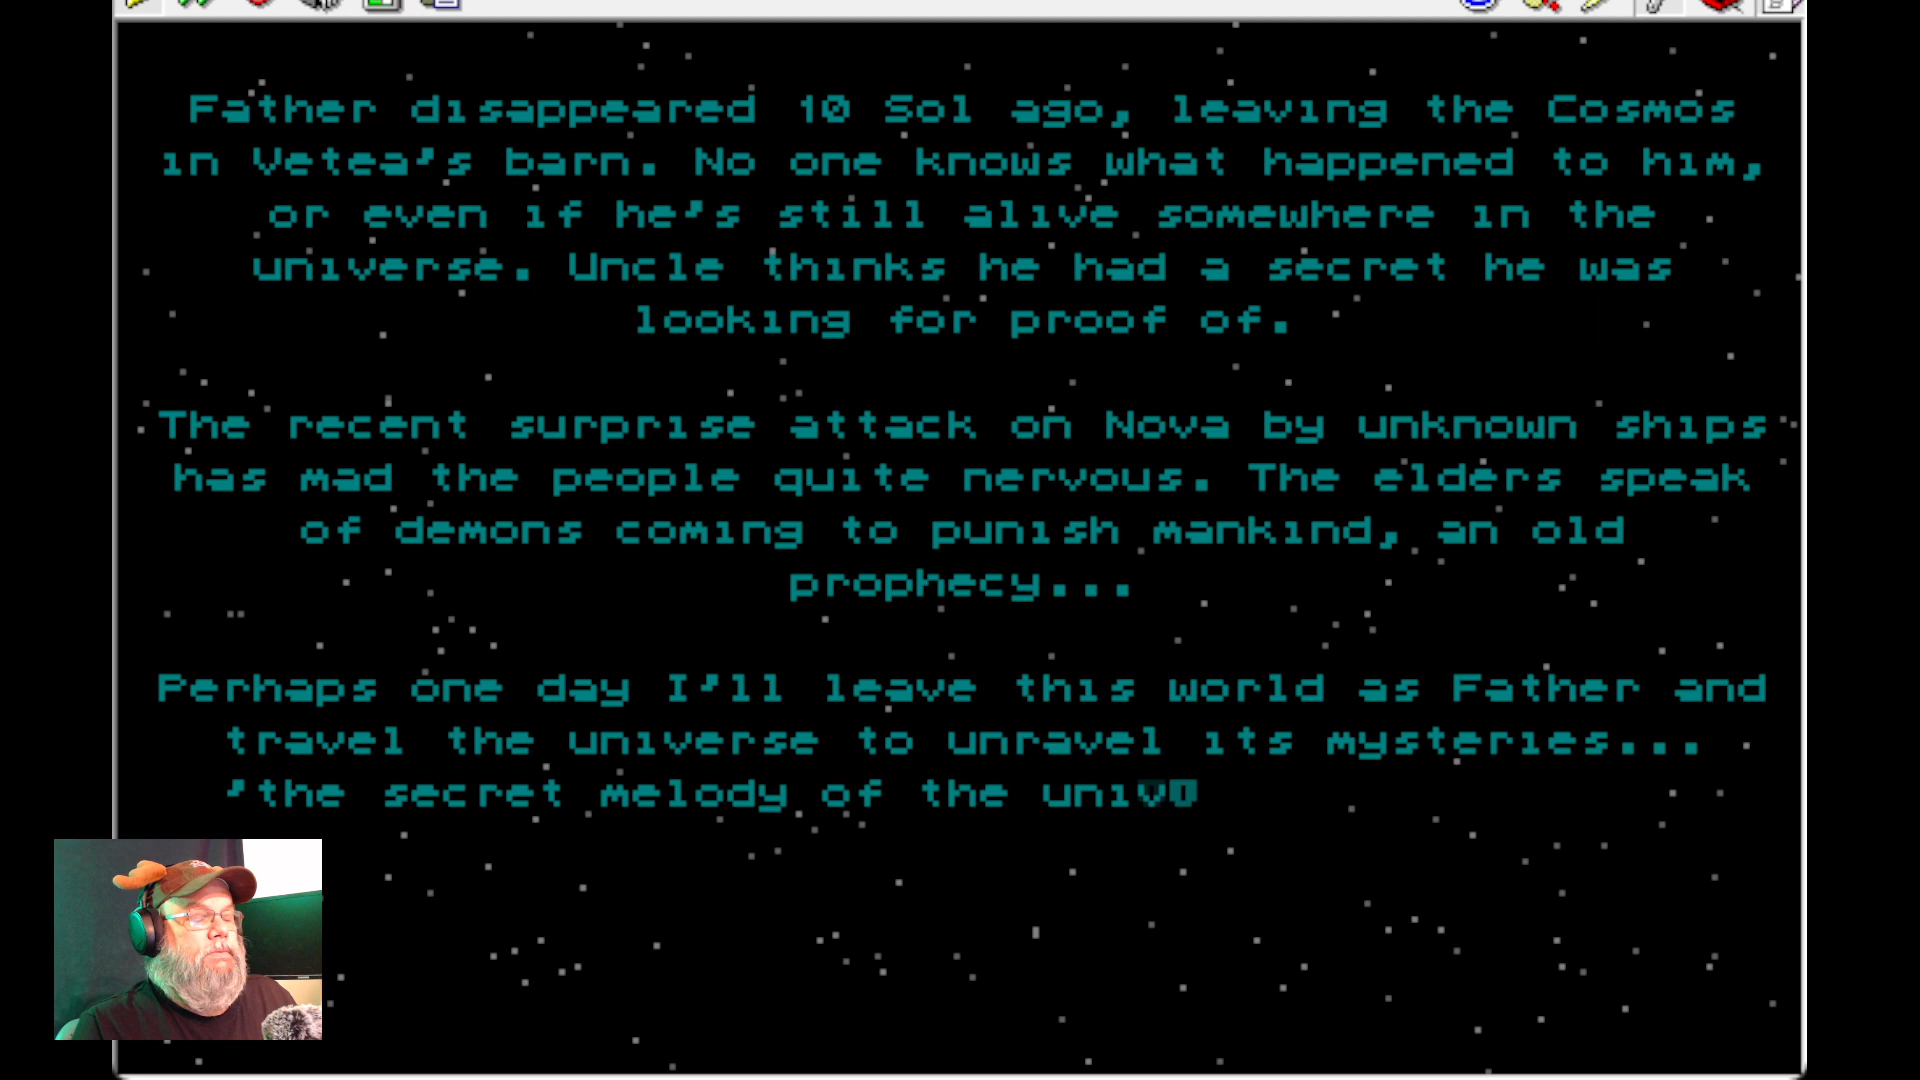 Father disappeared 10 Sol ago, leaving the Cosmos
in Vetea's barn. No one knows what happened to him,
or even if he's still alive somewhere in the
universe. Uncle thinks he had a secret he was
looking for proof of.
The recent surprise attack on Nova by unknown ships
has mad the people quite nervous. The elders speak
of demons coming to punish mankind, an old
prophecy...
Perhaps one day I'll leave this world as Father and
travel the universe to unravel its mysteries...
'the secret melody of the univ